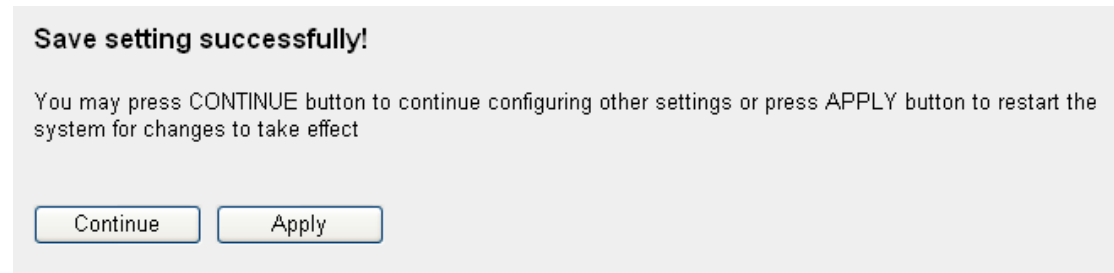 Save setting successfully!
You may press CONTINUE button to continue configuring other settings or press APPLY button to restart the
system for changes to take effect
Continue Apply